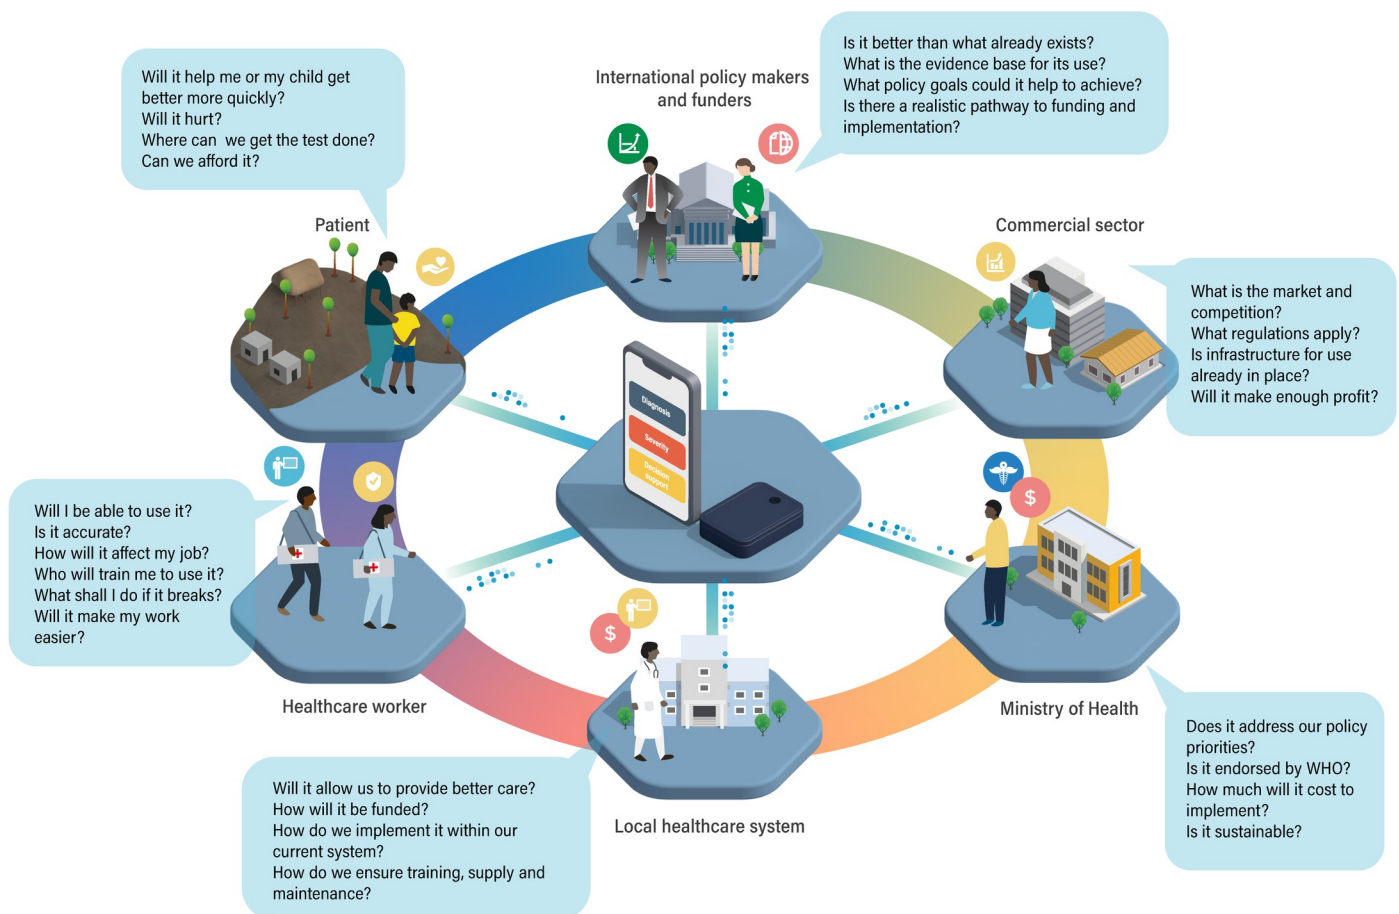 International policy makers
and funders
Is it better than what already exists?
What is the evidence base for its use?
What policy goals could it help to achieve?
Is there a realistic pathway to funding and
implementation?
Will it help me or my child get
better more quickly?
Will it hurt?
Where can we get the test done?
Can we afford it?
Patient
Commercial sector
What is the market and
competition?
What regulations apply?
Is infrastructure for use
already in place?
Will it make enough profit?
Diagnosis
Severity
Decision
support
$
Will I be able to use it?
Is it accurate?
How will it affect my job?
Who will train me to use it?
What shall I do if it breaks?
Will it make my work
easier?
Healthcare worker
$
Ministry of Health
Does it address our policy
priorities?
Is it endorsed by WHO?
How much will it cost to
implement?
Is it sustainable?
Local healthcare system
Will it allow us to provide better care?
How will it be funded?
How do we implement it within our
current system?
How do we ensure training, supply and
maintenance?